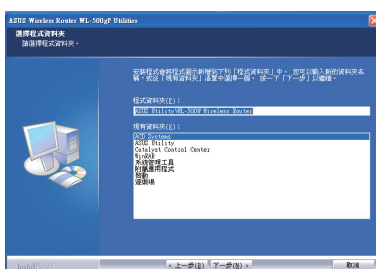 ASUS Wireless Router WL-500gP Utilities
選擇程式資料夾
請選擇程式資料夾。
安裝程式會將程式圖示新增到下列「程式資料夾」中。 您可以輸入新的資料夾名
稱，或從「現有資料夾」清單中選擇一個。 按一下「下一步」以繼續。
程式資料夾(P)：
ASUS Utility\WL-500gP Wireless Router
現有資料夾(X)：
ACD Systems
ASUS Utility
Catalyst Control Center
WinRAR
系統管理工具
附屬應用程式
啟動
遊樂場
InstallShield
< 上一步(B)
下一步(N) >
取消